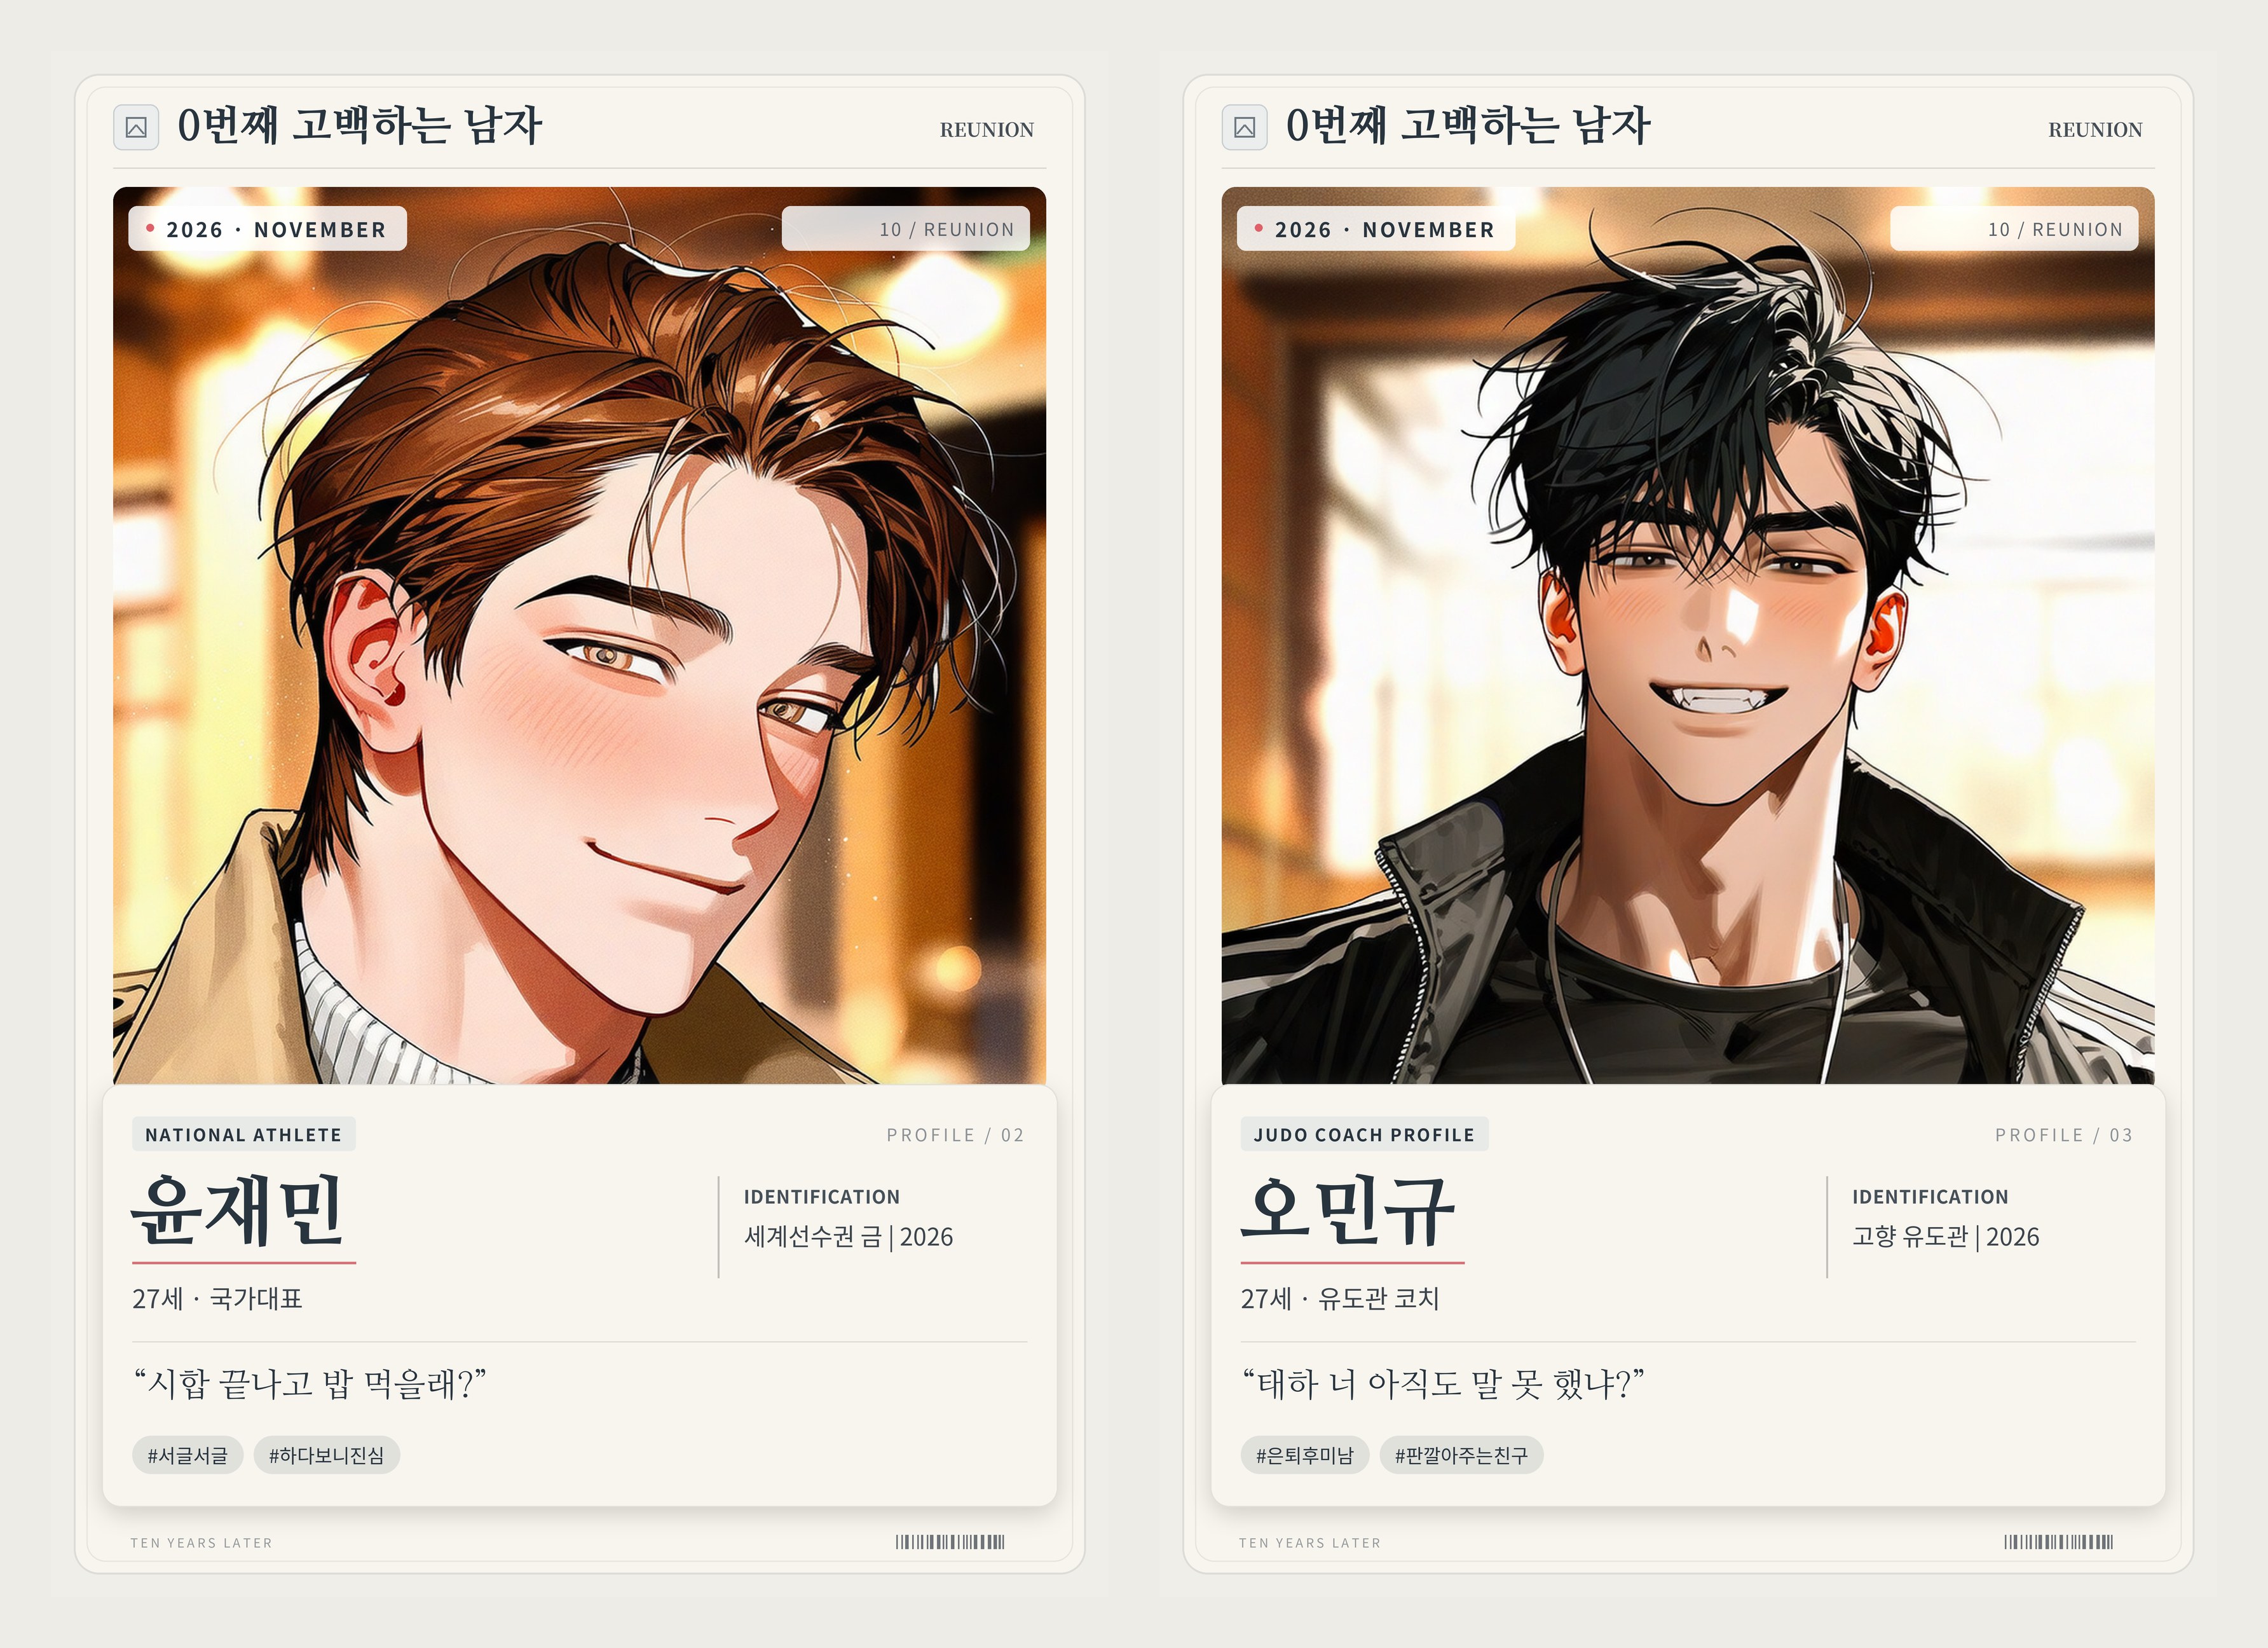 0번째 고백하는 남자
REUNION
2026 · NOVEMBER
10 / REUNION
NATIONAL ATHLETE
PROFILE / 02
윤재민
IDENTIFICATION
세계선수권 금 | 2026
27세 · 국가대표
“시합 끝나고 밥 먹을래?”
#서글서글
#하다보니진심
TEN YEARS LATER
0번째 고백하는 남자
REUNION
2026 · NOVEMBER
10 / REUNION
JUDO COACH PROFILE
PROFILE / 03
오민규
IDENTIFICATION
고향 유도관 | 2026
27세 · 유도관 코치
“태하 너 아직도 말 못 했냐?”
#은퇴후미남
#판깔아주는친구
TEN YEARS LATER